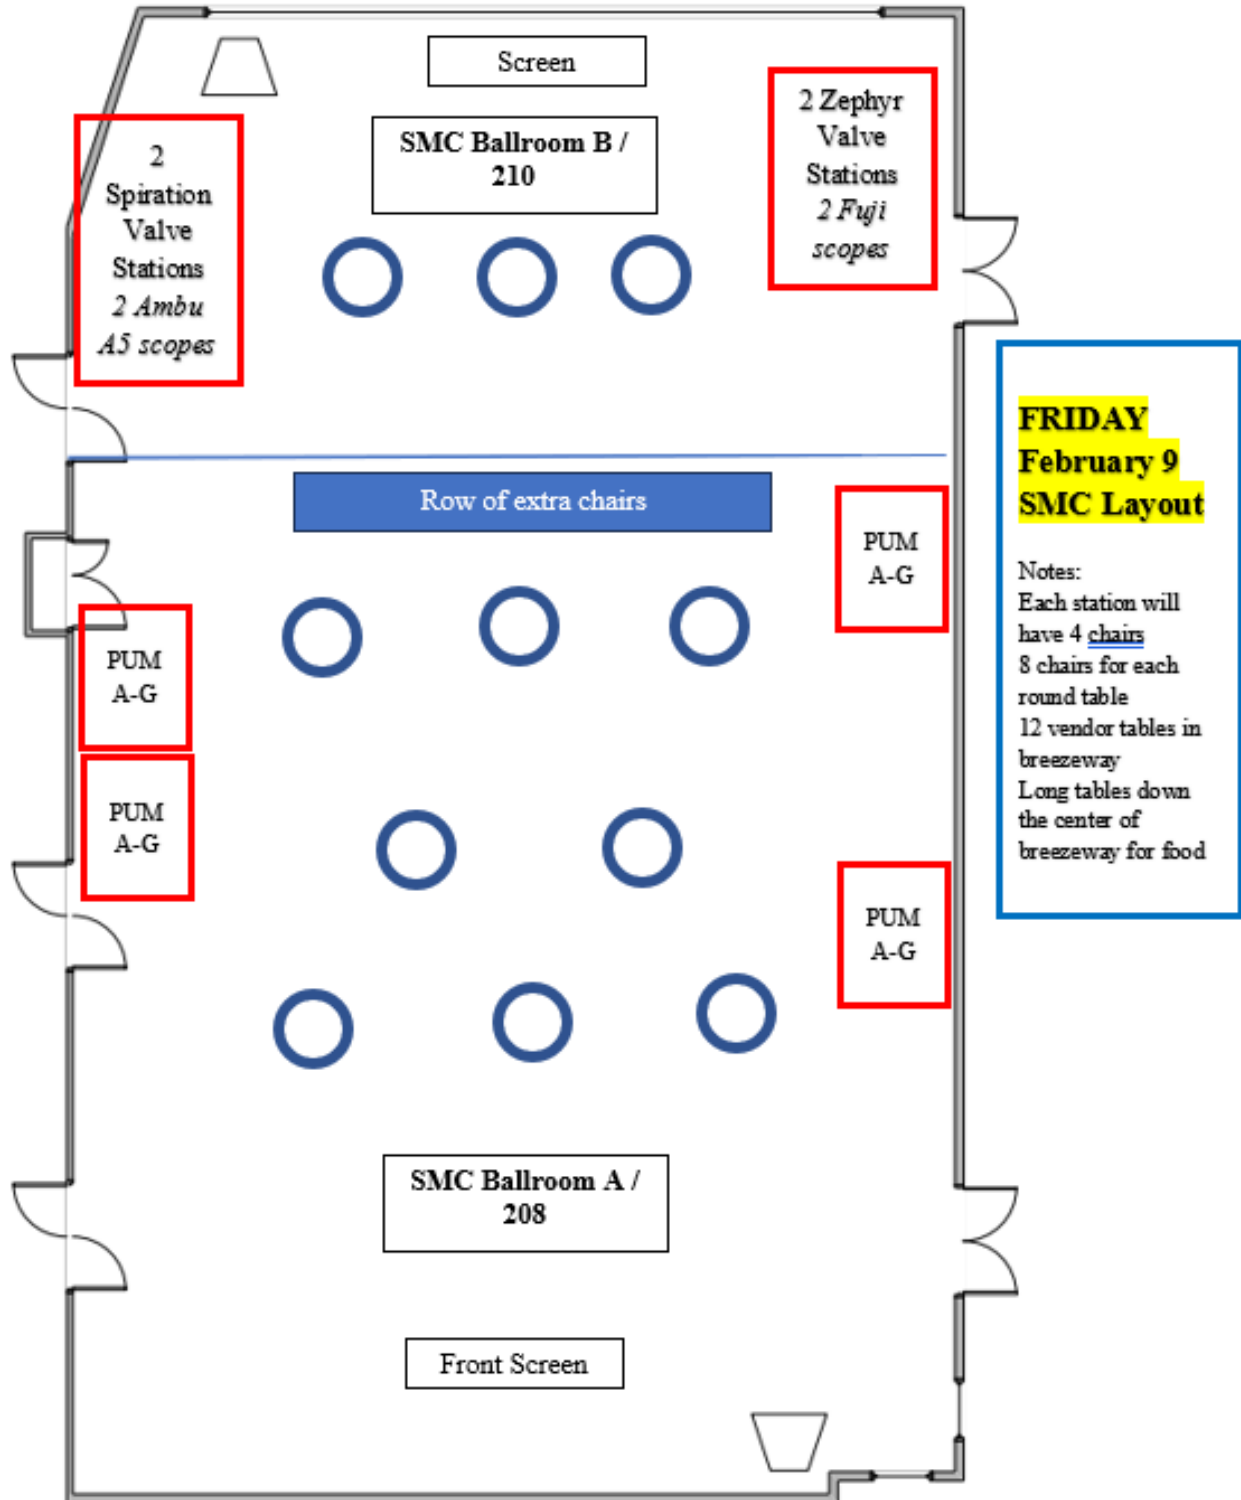 Screen
2 Zephyr
Valve
Stations
2 Fuji
scopes
SMC Ballroom B /
210
2
Spiration
Valve
Stations
2 Ambu
A5 scopes
FRIDAY
February 9
SMC Layout
Notes:
Each station will
have 4 chairs
8 chairs for each
round table
12 vendor tables in
breezeway
Long tables down
the center of
breezeway for food
Row of extra chairs
PUM
A-G
PUM
A-G
PUM
A-G
PUM
A-G
SMC Ballroom A /
208
Front Screen